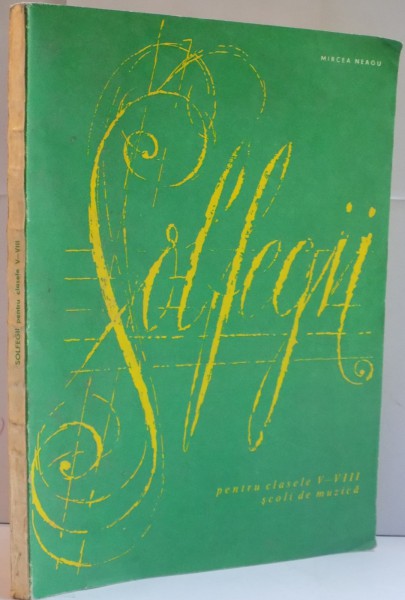 MIRCEA NEAGU
Solfegii
pentru clasele V-VIII
școli de muzică
SOLFEGII pentru clasele V-VIII